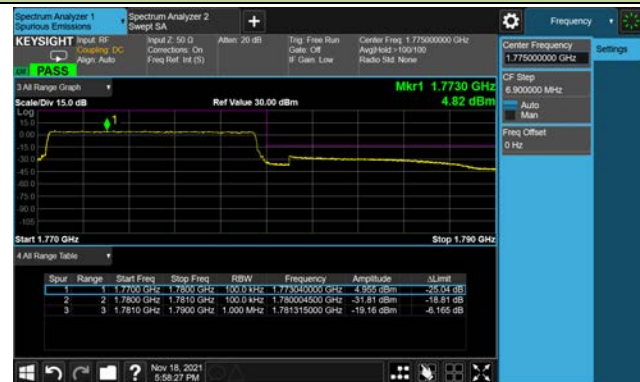 Spectrum Analyzer 1
Spurious Emissions
Spectrum Analyzer 2
Swept SA
+
Frequency
KEYSIGHT
Input: RF
Coupling: DC
Align: Auto
Input Z: 50 Ω
Corrections: On
Freq Ref: Int (S)
Atten: 20 dB
Trig: Free Run
Gate: Off
IF Gain: Low
Center Freq: 1.775000000 GHz
Avg|Hold:>100/100
Radio Std: None
PASS
Center Frequency
1.775000000 GHz
Settings
CF Step
6.900000 MHz
Auto
Man
Freq Offset
0 Hz
3 All Range Graph
Mkr1 1.7730 GHz
4.82 dBm
Scale/Div 15.0 dB
Ref Value 30.00 dBm
Log
15.0
0.00
-15.0
-30.0
-45.0
-60.0
-75.0
-90.0
-105
1
Start 1.770 GHz
Stop 1.790 GHz
4 All Range Table
Spur Range Start Freq Stop Freq RBW Frequency Amplitude ΔLimit
1 1 1.7700 GHz 1.7800 GHz 100.0 kHz 1.773040000 GHz 4.955 dBm -25.04 dB
2 2 1.7800 GHz 1.7810 GHz 100.0 kHz 1.780004500 GHz -31.81 dBm -18.81 dB
3 3 1.7810 GHz 1.7900 GHz 1.000 MHz 1.781315000 GHz -19.16 dBm -6.165 dB
?
Nov 18, 2021
5:58:27 PM